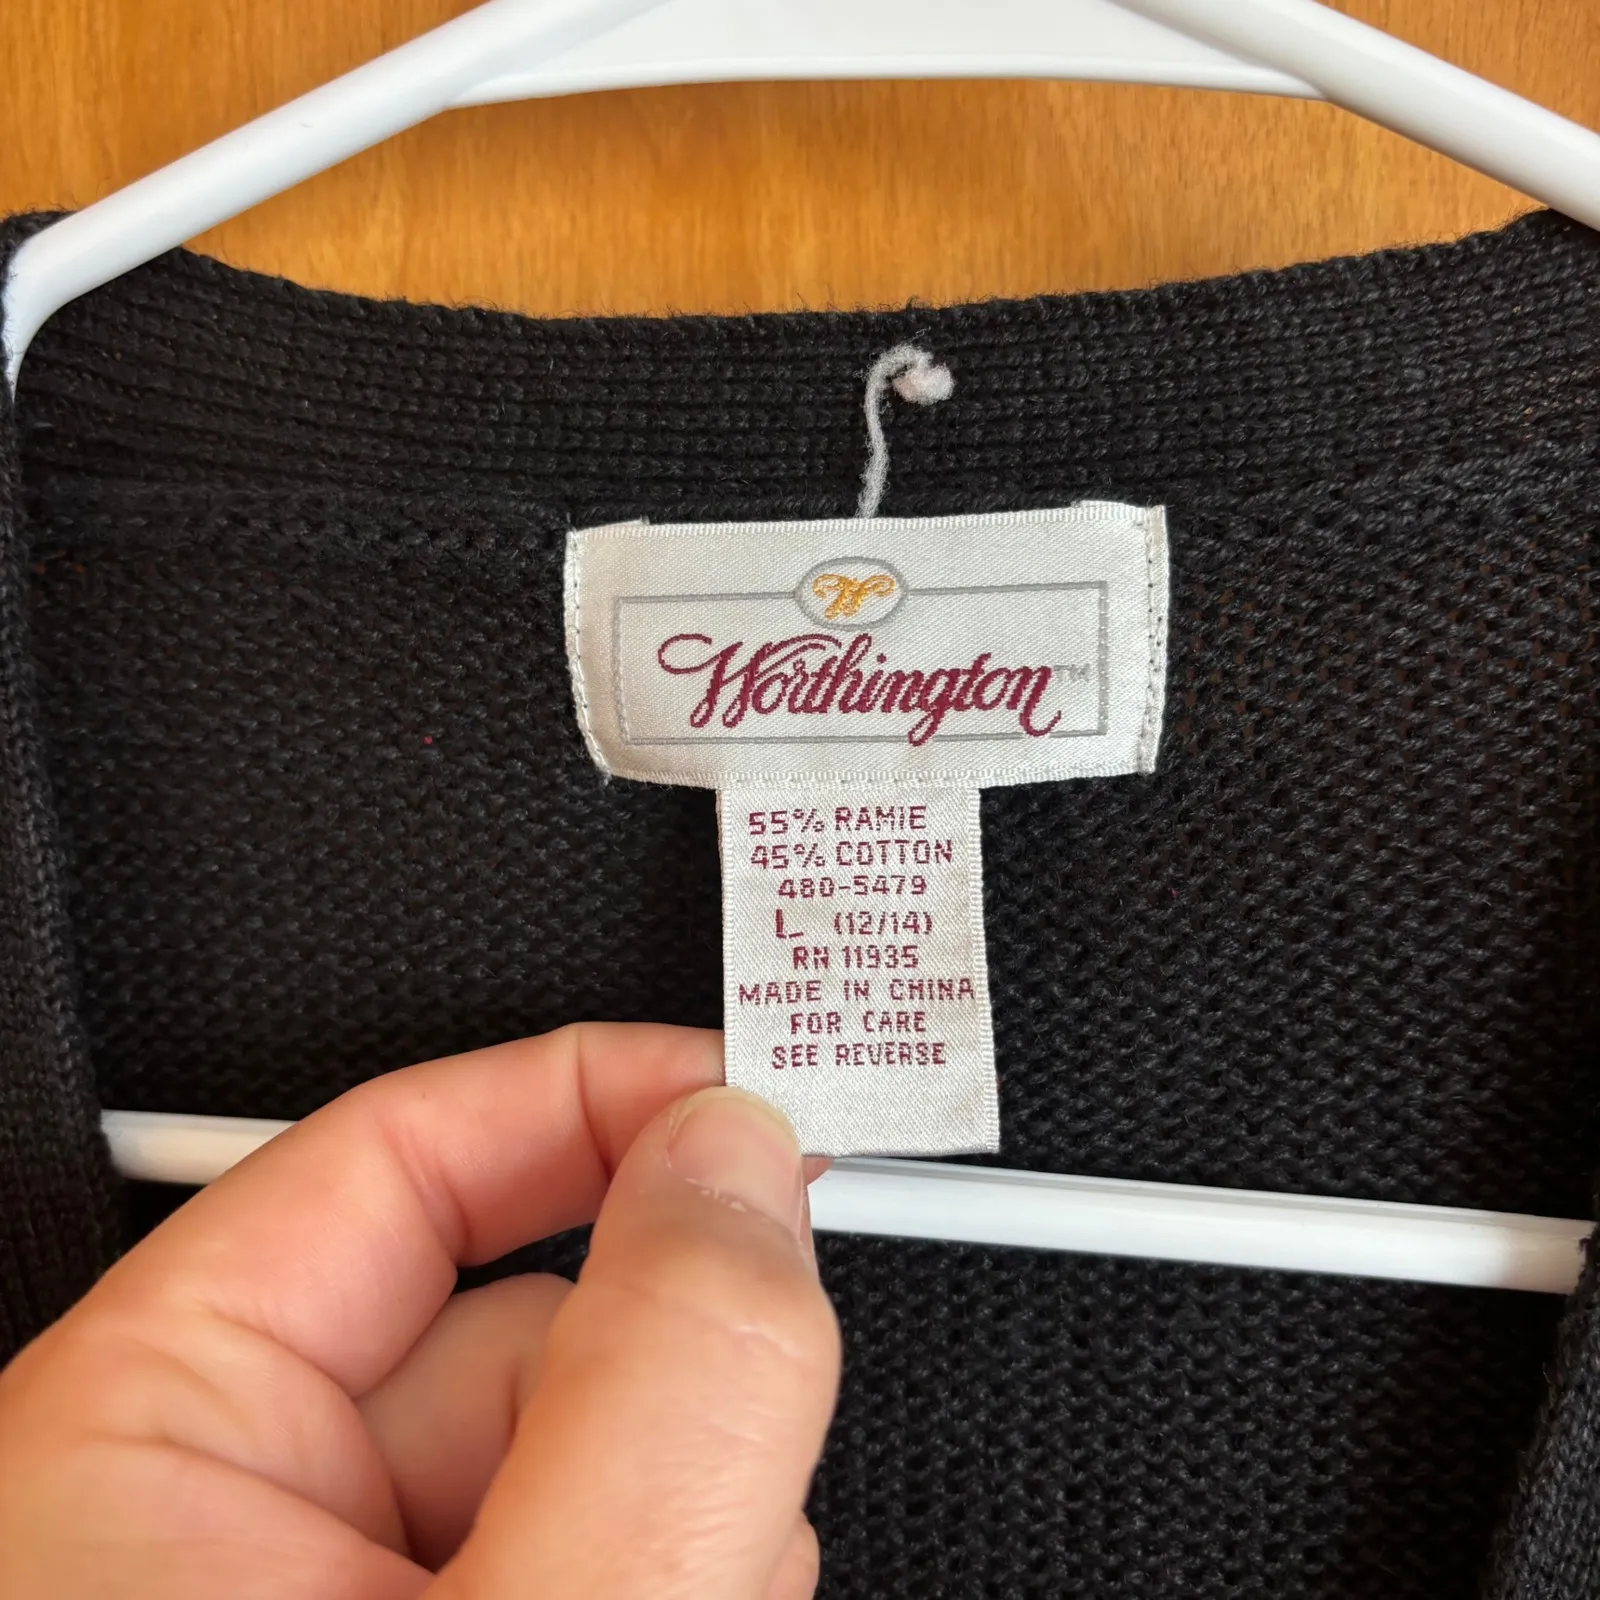 W
Worthington™
55% RAMIE
45% COTTON
480-5479
L (12/14)
RN 11935
MADE IN CHINA
FOR CARE
SEE REVERSE